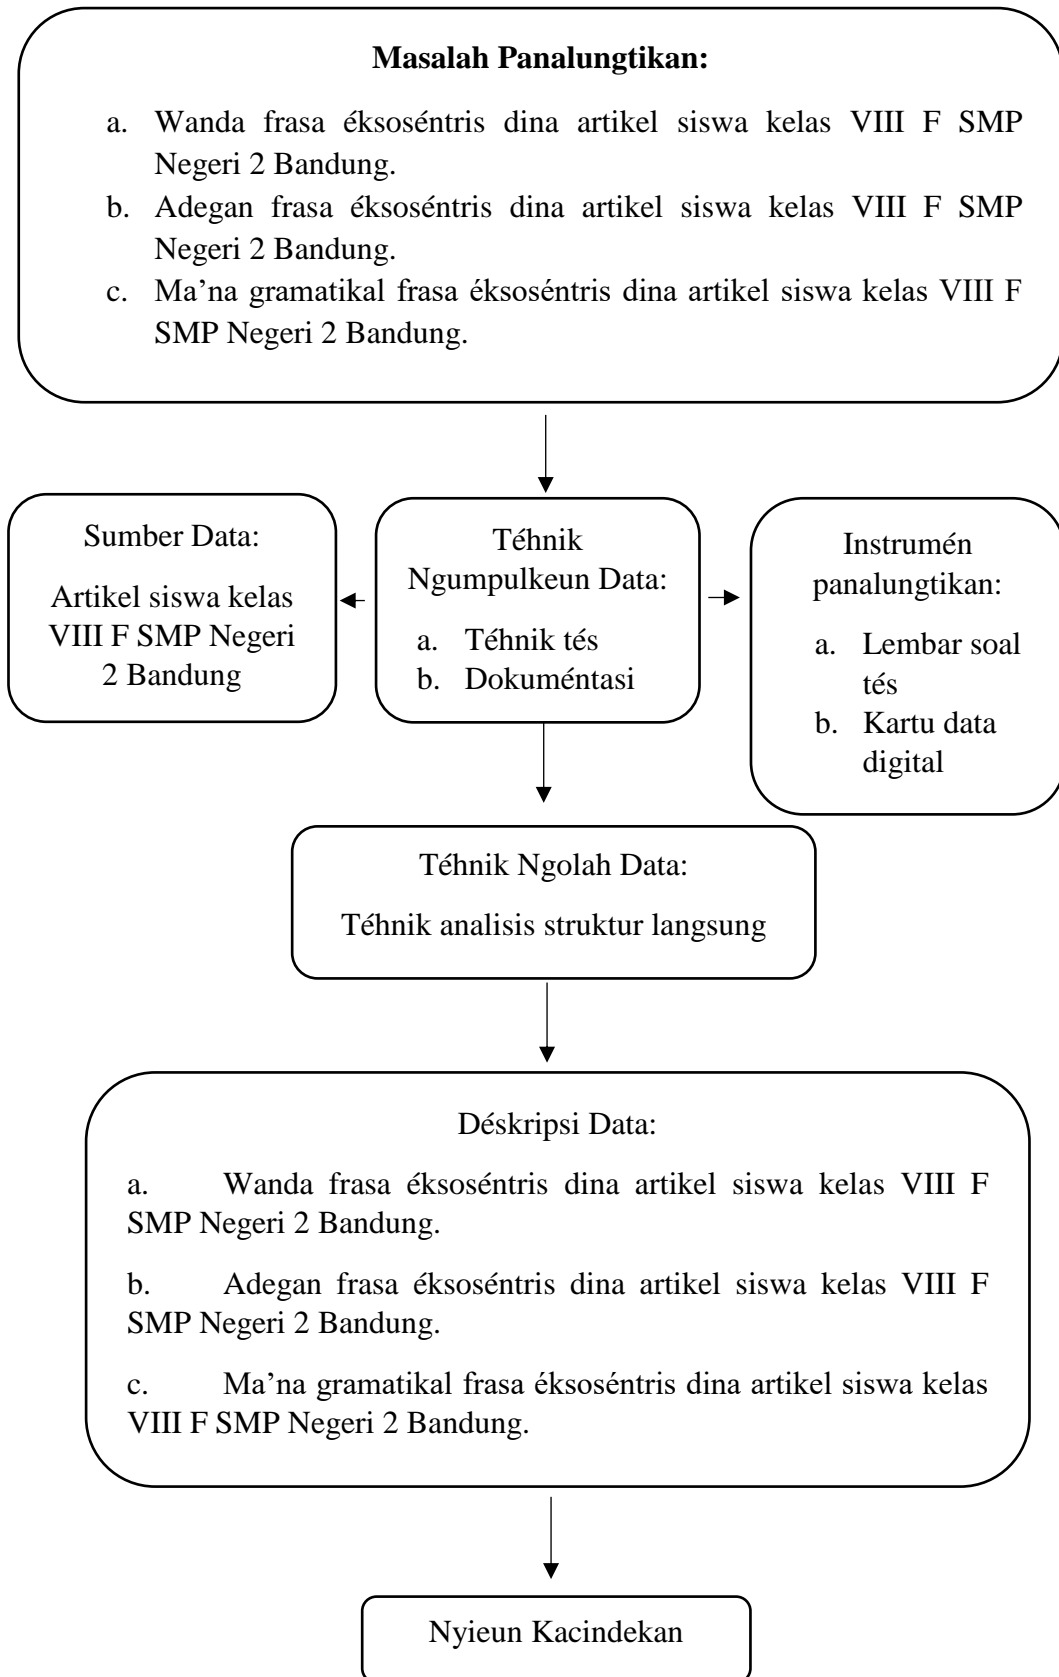 Masalah Panalungtikan:
a. Wanda frasa éksoséntris dina artikel siswa kelas VIII F SMP
Negeri 2 Bandung.
b. Adegan frasa éksoséntris dina artikel siswa kelas VIII F SMP
Negeri 2 Bandung.
c. Ma’na gramatikal frasa éksoséntris dina artikel siswa kelas VIII F
SMP Negeri 2 Bandung.
Sumber Data:
Artikel siswa kelas
VIII F SMP Negeri
2 Bandung
Téhnik
Ngumpulkeun Data:
a. Téhnik tés
b. Dokuméntasi
Instrumén
panalungtikan:
a. Lembar soal
tés
b. Kartu data
digital
Téhnik Ngolah Data:
Téhnik analisis struktur langsung
Déskripsi Data:
a. Wanda frasa éksoséntris dina artikel siswa kelas VIII F
SMP Negeri 2 Bandung.
b. Adegan frasa éksoséntris dina artikel siswa kelas VIII F
SMP Negeri 2 Bandung.
c. Ma’na gramatikal frasa éksoséntris dina artikel siswa kelas
VIII F SMP Negeri 2 Bandung.
Nyieun Kacindekan